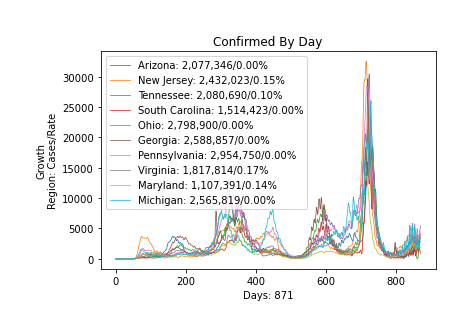 Confirmed By Day
Growth
Region: Cases/Rate
30000
25000
20000
15000
10000
5000
0
Arizona: 2,077,346/0.00%
New Jersey: 2,432,023/0.15%
Tennessee: 2,080,690/0.10%
South Carolina: 1,514,423/0.00%
Ohio: 2,798,900/0.00%
Georgia: 2,588,857/0.00%
Pennsylvania: 2,954,750/0.00%
Virginia: 1,817,814/0.17%
Maryland: 1,107,391/0.14%
Michigan: 2,565,819/0.00%
0 200 400 600 800
Days: 871